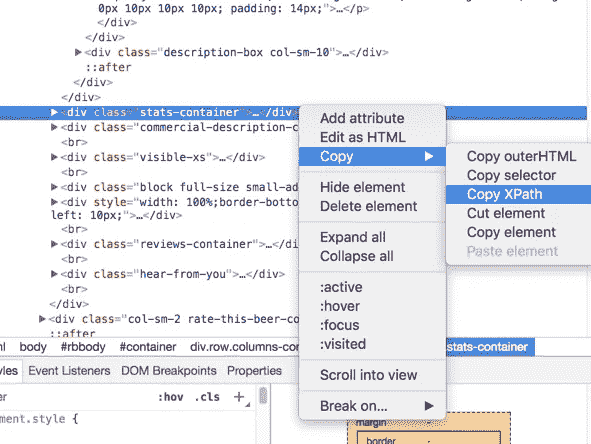 0px 10px 10px 10px; padding: 14px;">…</p>
</div>
</div>
▶<div class="description-box col-sm-10">…</div>
::after
</div>
</div>
▶<div class="stats-container">…</div>
▶<div class="commercial-description-c
<br>
▶<div class="visible-xs">…</div>
<br>
▶<div class="block full-size small-ad
▶<div style="width: 100%;border-botto
left: 10px;">…</div>
<br>
▶<div class="reviews-container">…</div>
<br>
▶<div class="hear-from-you">…</div>
<br>
</div>
▶<div class="col-sm-2 rate-this-beer-co
::after
Add attribute
Edit as HTML
Copy ▶
Hide element
Delete element
Expand all
Collapse all
:active
:hover
:focus
:visited
Scroll into view
Break on... ▶
Copy outerHTML
Copy selector
Copy XPath
Cut element
Copy element
Paste element
ml body #rbbody #container div.row.columns-con stats-container
yles Event Listeners DOM Breakpoints Properties
er :hov .cls +
ment.style {
margin -
border